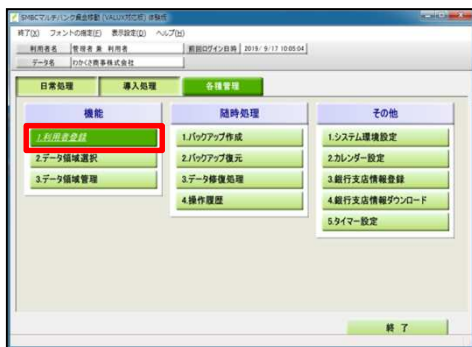 SMBCマルチバンク資金移動 [VALUX対応版] 体験版
終了(X) フォントの指定(F) 表示設定(D) ヘルプ(H)
利用者名 管理者 兼 利用者 前回ログイン日時 2019/ 9/17 10:05:04
データ名 わかくさ商事株式会社
日常処理 導入処理 各種管理
機能 随時処理 その他
1.利用者登録 1.バックアップ作成 1.システム環境設定
2.データ領域選択 2.バックアップ復元 2.カレンダー設定
3.データ領域管理 3.データ修復処理 3.銀行支店情報登録
4.操作履歴 4.銀行支店情報ダウンロード
5.タイマー設定
終 了